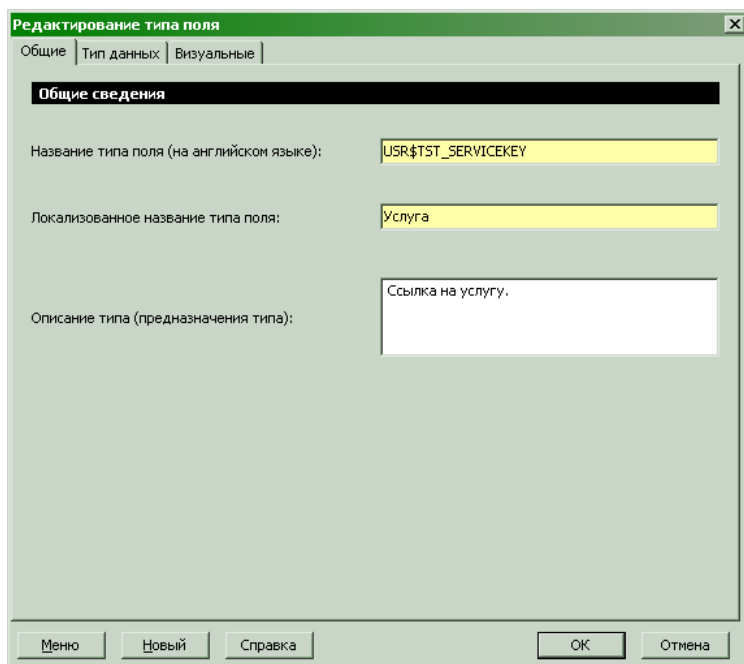 Редактирование типа поля
Общие Тип данных Визуальные
Общие сведения
Название типа поля (на английском языке): USR$TST_SERVICEKEY
Локализованное название типа поля: Услуга
Ссылка на услугу.
Описание типа (предназначения типа):
Меню Новый Справка OK Отмена